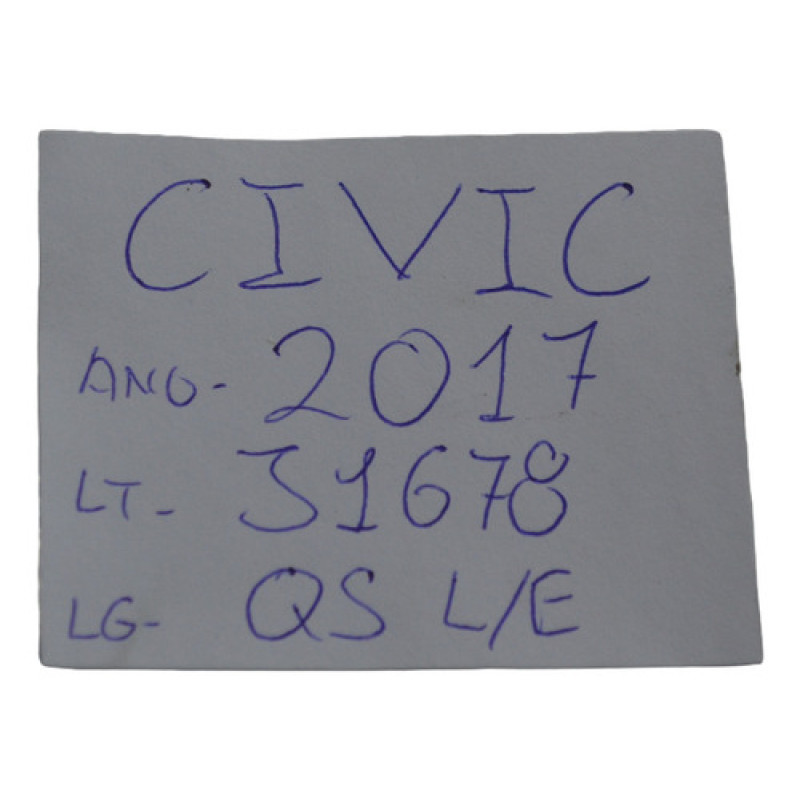 CIVIC
ANO- 2017
LT- 31678
LG- QS L/E